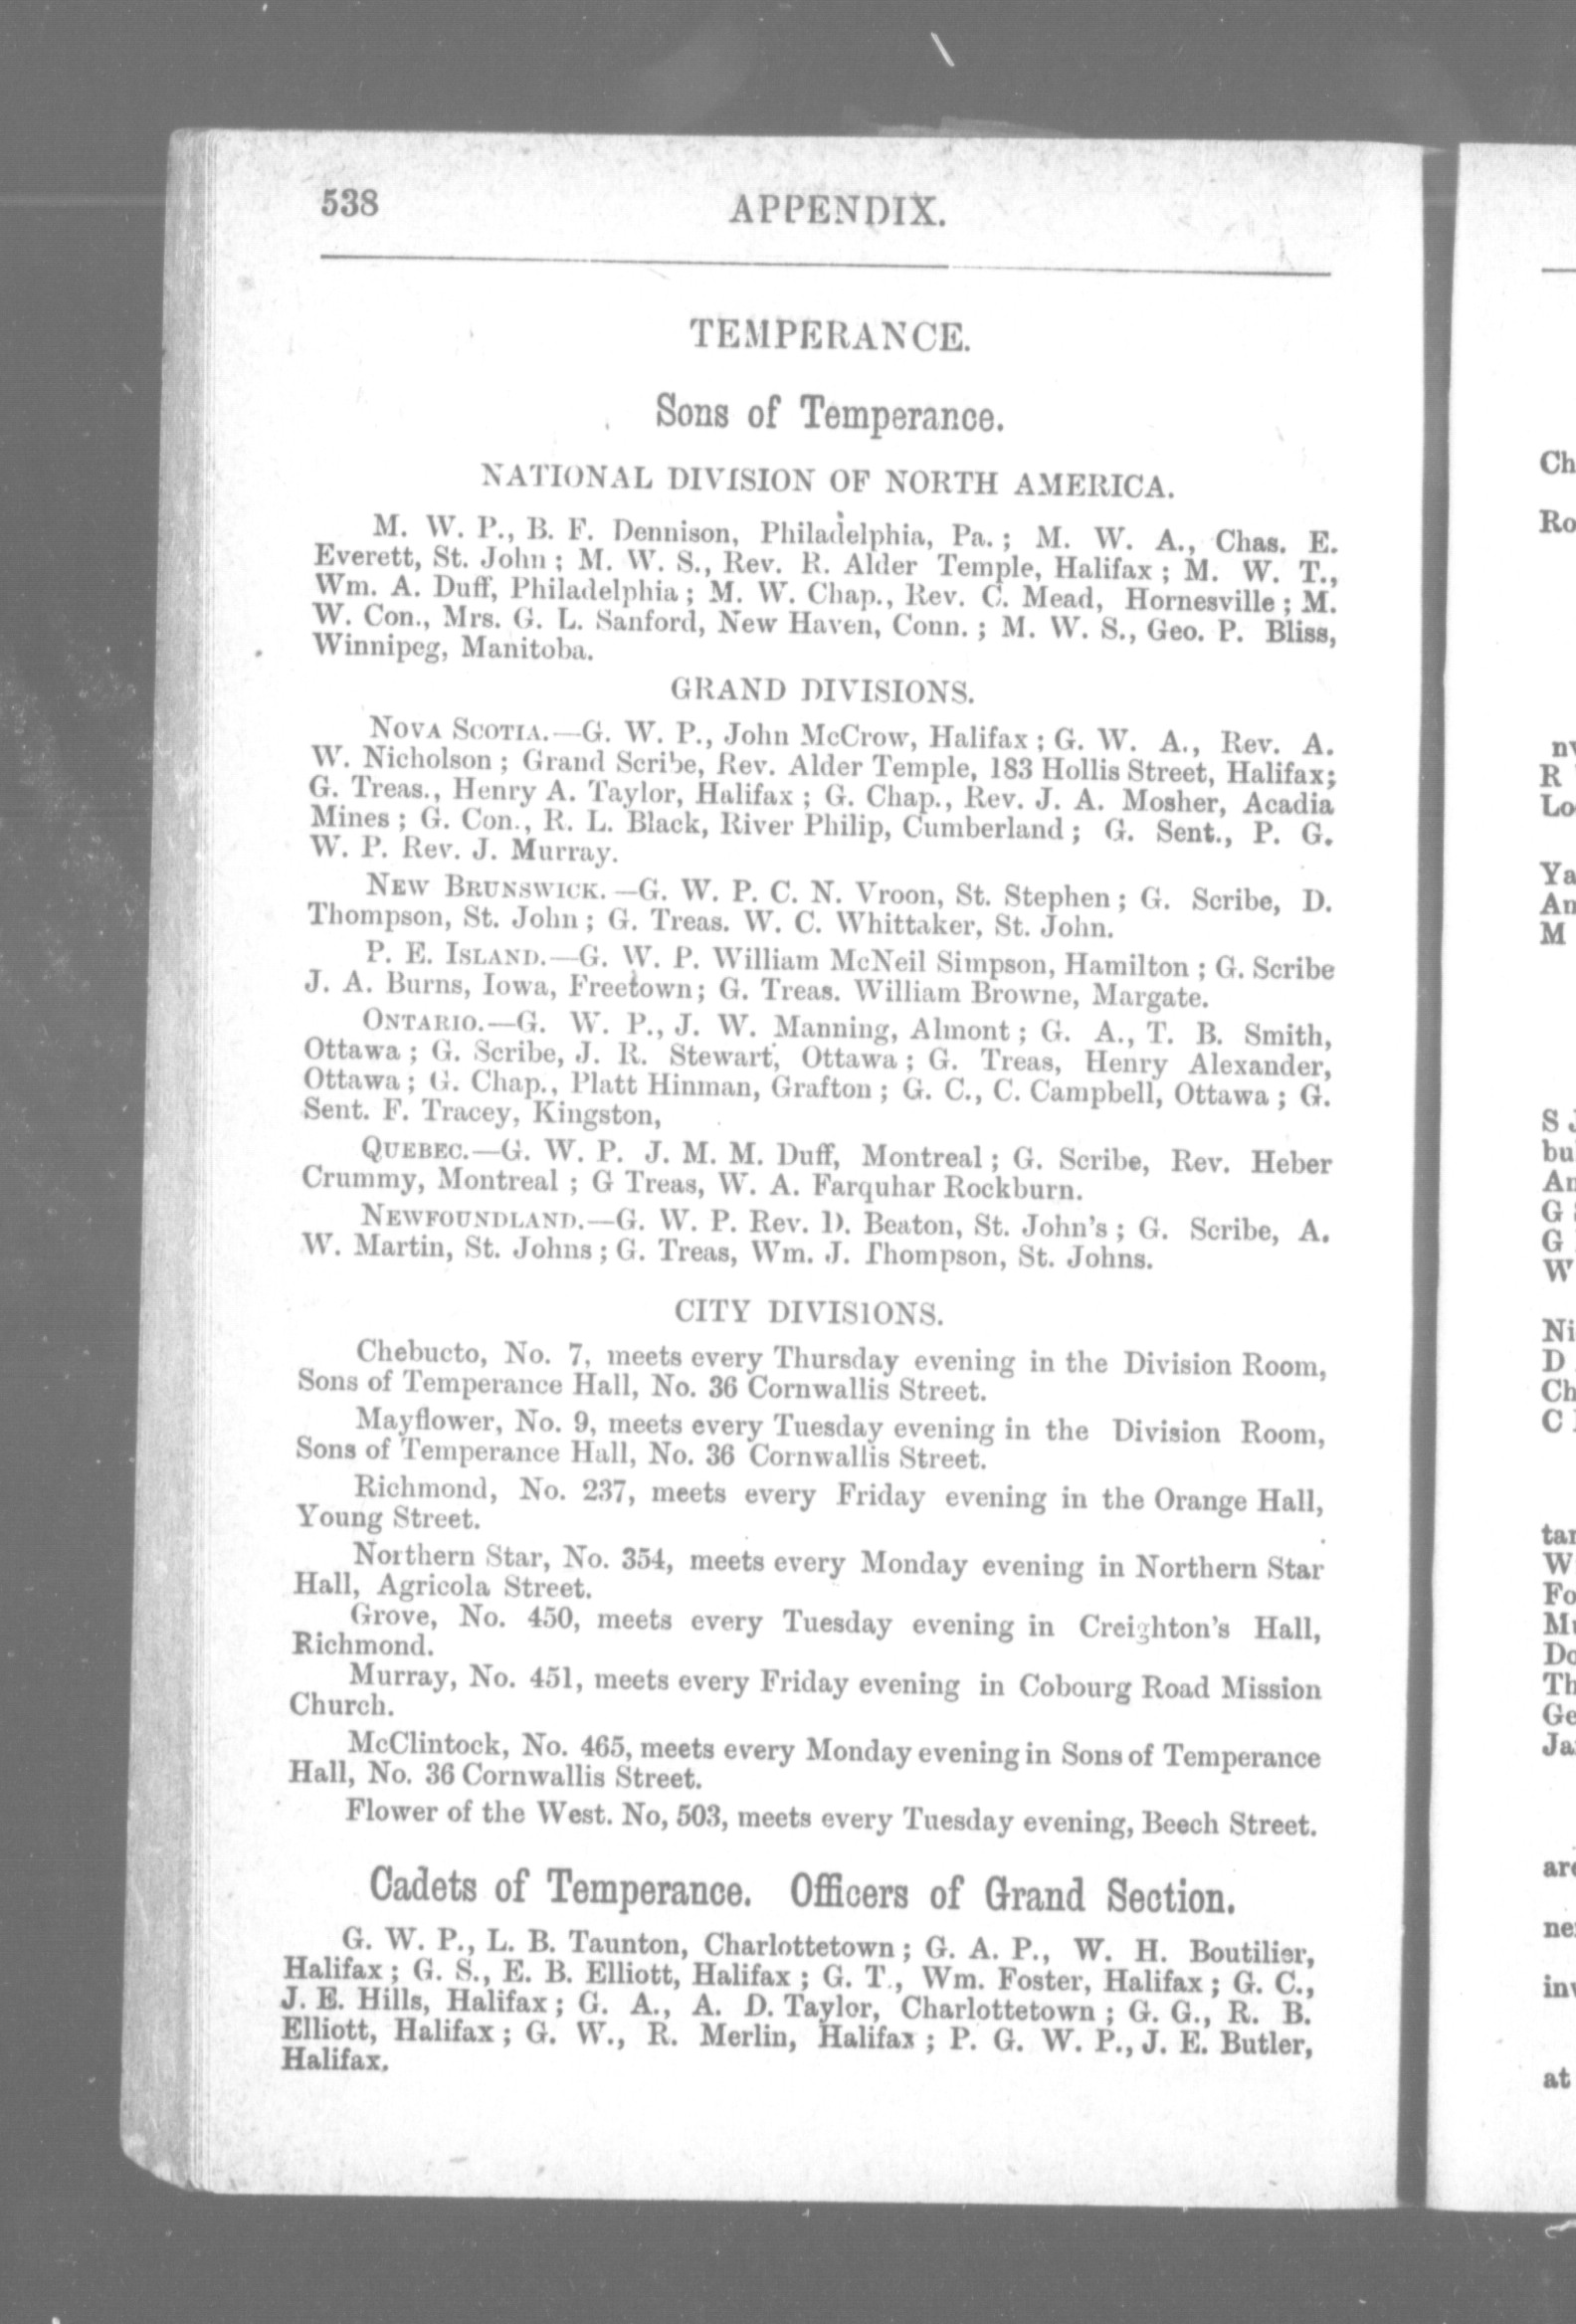 538
APPENDIX.
TEMPERANCE.
Sons of Temperance.
NATIONAL DIVISION OF NORTH AMERICA.
M. W. P., B. F. Dennison, Philadelphia, Pa. ; M. W. A., Chas. E.
Everett, St. John ; M. W. S., Rev. R. Alder Temple, Halifax ; M. W. T.,
Wm. A. Duff, Philadelphia ; M. W. Chap., Rev. C. Mead, Hornesville ; M.
W. Con., Mrs. G. L. Sanford, New Haven, Conn. ; M. W. S., Geo. P. Bliss,
Winnipeg, Manitoba.
GRAND DIVISIONS.
NOVA SCOTIA.—G. W. P., John McCrow, Halifax ; G. W. A., Rev. A.
W. Nicholson ; Grand Scribe, Rev. Alder Temple, 183 Hollis Street, Halifax;
G. Treas., Henry A. Taylor, Halifax ; G. Chap., Rev. J. A. Mosher, Acadia
Mines ; G. Con., R. L. Black, River Philip, Cumberland ; G. Sent., P. G.
W. P. Rev. J. Murray.
NEW BRUNSWICK. —G. W. P. C. N. Vroon, St. Stephen ; G. Scribe, D.
Thompson, St. John ; G. Treas. W. C. Whittaker, St. John.
P. E. ISLAND.—G. W. P. William McNeil Simpson, Hamilton ; G. Scribe
J. A. Burns, Iowa, Freetown; G. Treas. William Browne, Margate.
ONTARIO.—G. W. P., J. W. Manning, Almont ; G. A., T. B. Smith,
Ottawa ; G. Scribe, J. R. Stewart, Ottawa ; G. Treas, Henry Alexander,
Ottawa ; G. Chap., Platt Hinman, Grafton ; G. C., C. Campbell, Ottawa ; G.
Sent. F. Tracey, Kingston,
QUEBEC.—G. W. P. J. M. M. Duff, Montreal ; G. Scribe, Rev. Heber
Crummy, Montreal ; G Treas, W. A. Farquhar Rockburn.
NEWFOUNDLAND.—G. W. P. Rev. D. Beaton, St. John's ; G. Scribe, A.
W. Martin, St. Johns ; G. Treas, Wm. J. Thompson, St. Johns.
CITY DIVISIONS.
Chebucto, No. 7, meets every Thursday evening in the Division Room,
Sons of Temperance Hall, No. 36 Cornwallis Street.
Mayflower, No. 9, meets every Tuesday evening in the Division Room,
Sons of Temperance Hall, No. 36 Cornwallis Street.
Richmond, No. 237, meets every Friday evening in the Orange Hall,
Young Street.
Northern Star, No. 354, meets every Monday evening in Northern Star
Hall, Agricola Street.
Grove, No. 450, meets every Tuesday evening in Creighton's Hall,
Richmond.
Murray, No. 451, meets every Friday evening in Cobourg Road Mission
Church.
McClintock, No. 465, meets every Monday evening in Sons of Temperance
Hall, No. 36 Cornwallis Street.
Flower of the West. No, 503, meets every Tuesday evening, Beech Street.
Cadets of Temperance. Officers of Grand Section.
G. W. P., L. B. Taunton, Charlottetown ; G. A. P., W. H. Boutilier,
Halifax ; G. S., E. B. Elliott, Halifax ; G. T., Wm. Foster, Halifax ; G. C.,
J. E. Hills, Halifax ; G. A., A. D. Taylor, Charlottetown ; G. G., R. B.
Elliott, Halifax ; G. W., R. Merlin, Halifax ; P. G. W. P., J. E. Butler,
Halifax.